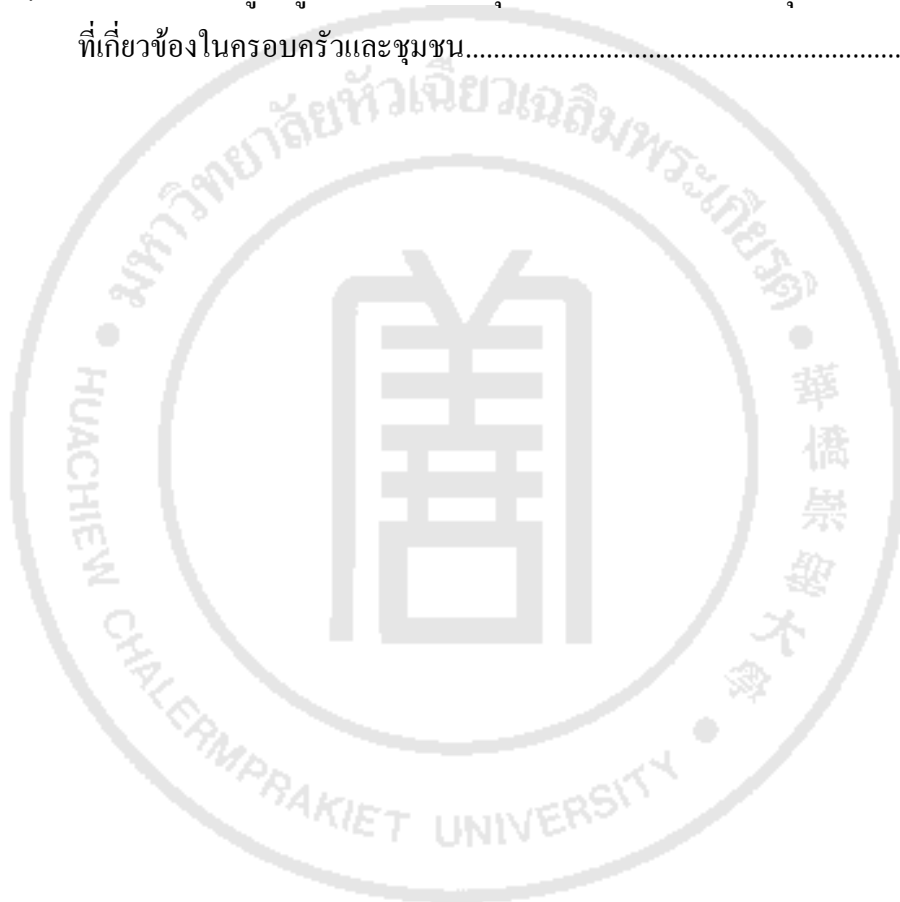 ที่เกี่ยวข้องในครอบครัวและชุมชน..............................................................
มหาวิทยาลัยหัวเฉียวเฉลิมพระเกียรติ
華僑崇聖大學
HUACHIEW CHALERMPRAKIET UNIVERSITY